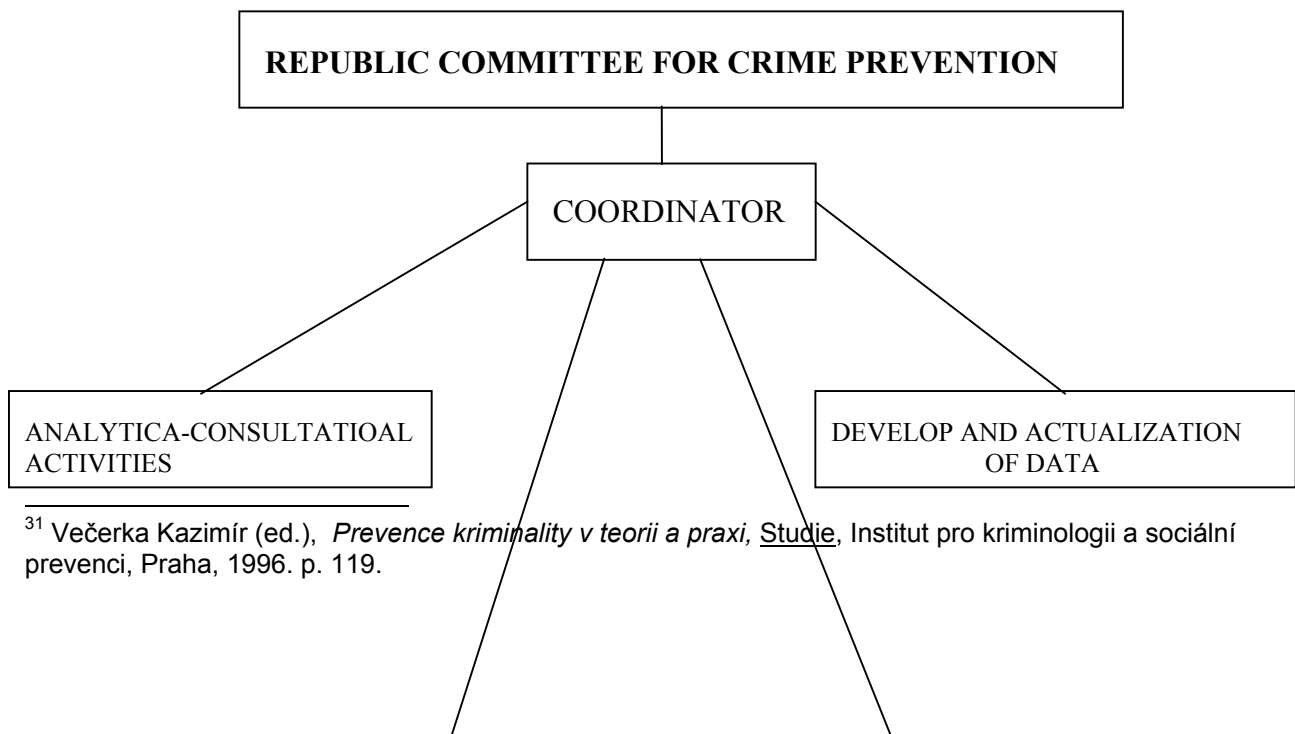 REPUBLIC COMMITTEE FOR CRIME PREVENTION
COORDINATOR
ANALYTICA-CONSULTATIOAL
ACTIVITIES
DEVELOP AND ACTUALIZATION
OF DATA
31 Večerka Kazimír (ed.), Prevence kriminality v teorii a praxi, Studie, Institut pro kriminologii a sociální
prevenci, Praha, 1996. p. 119.